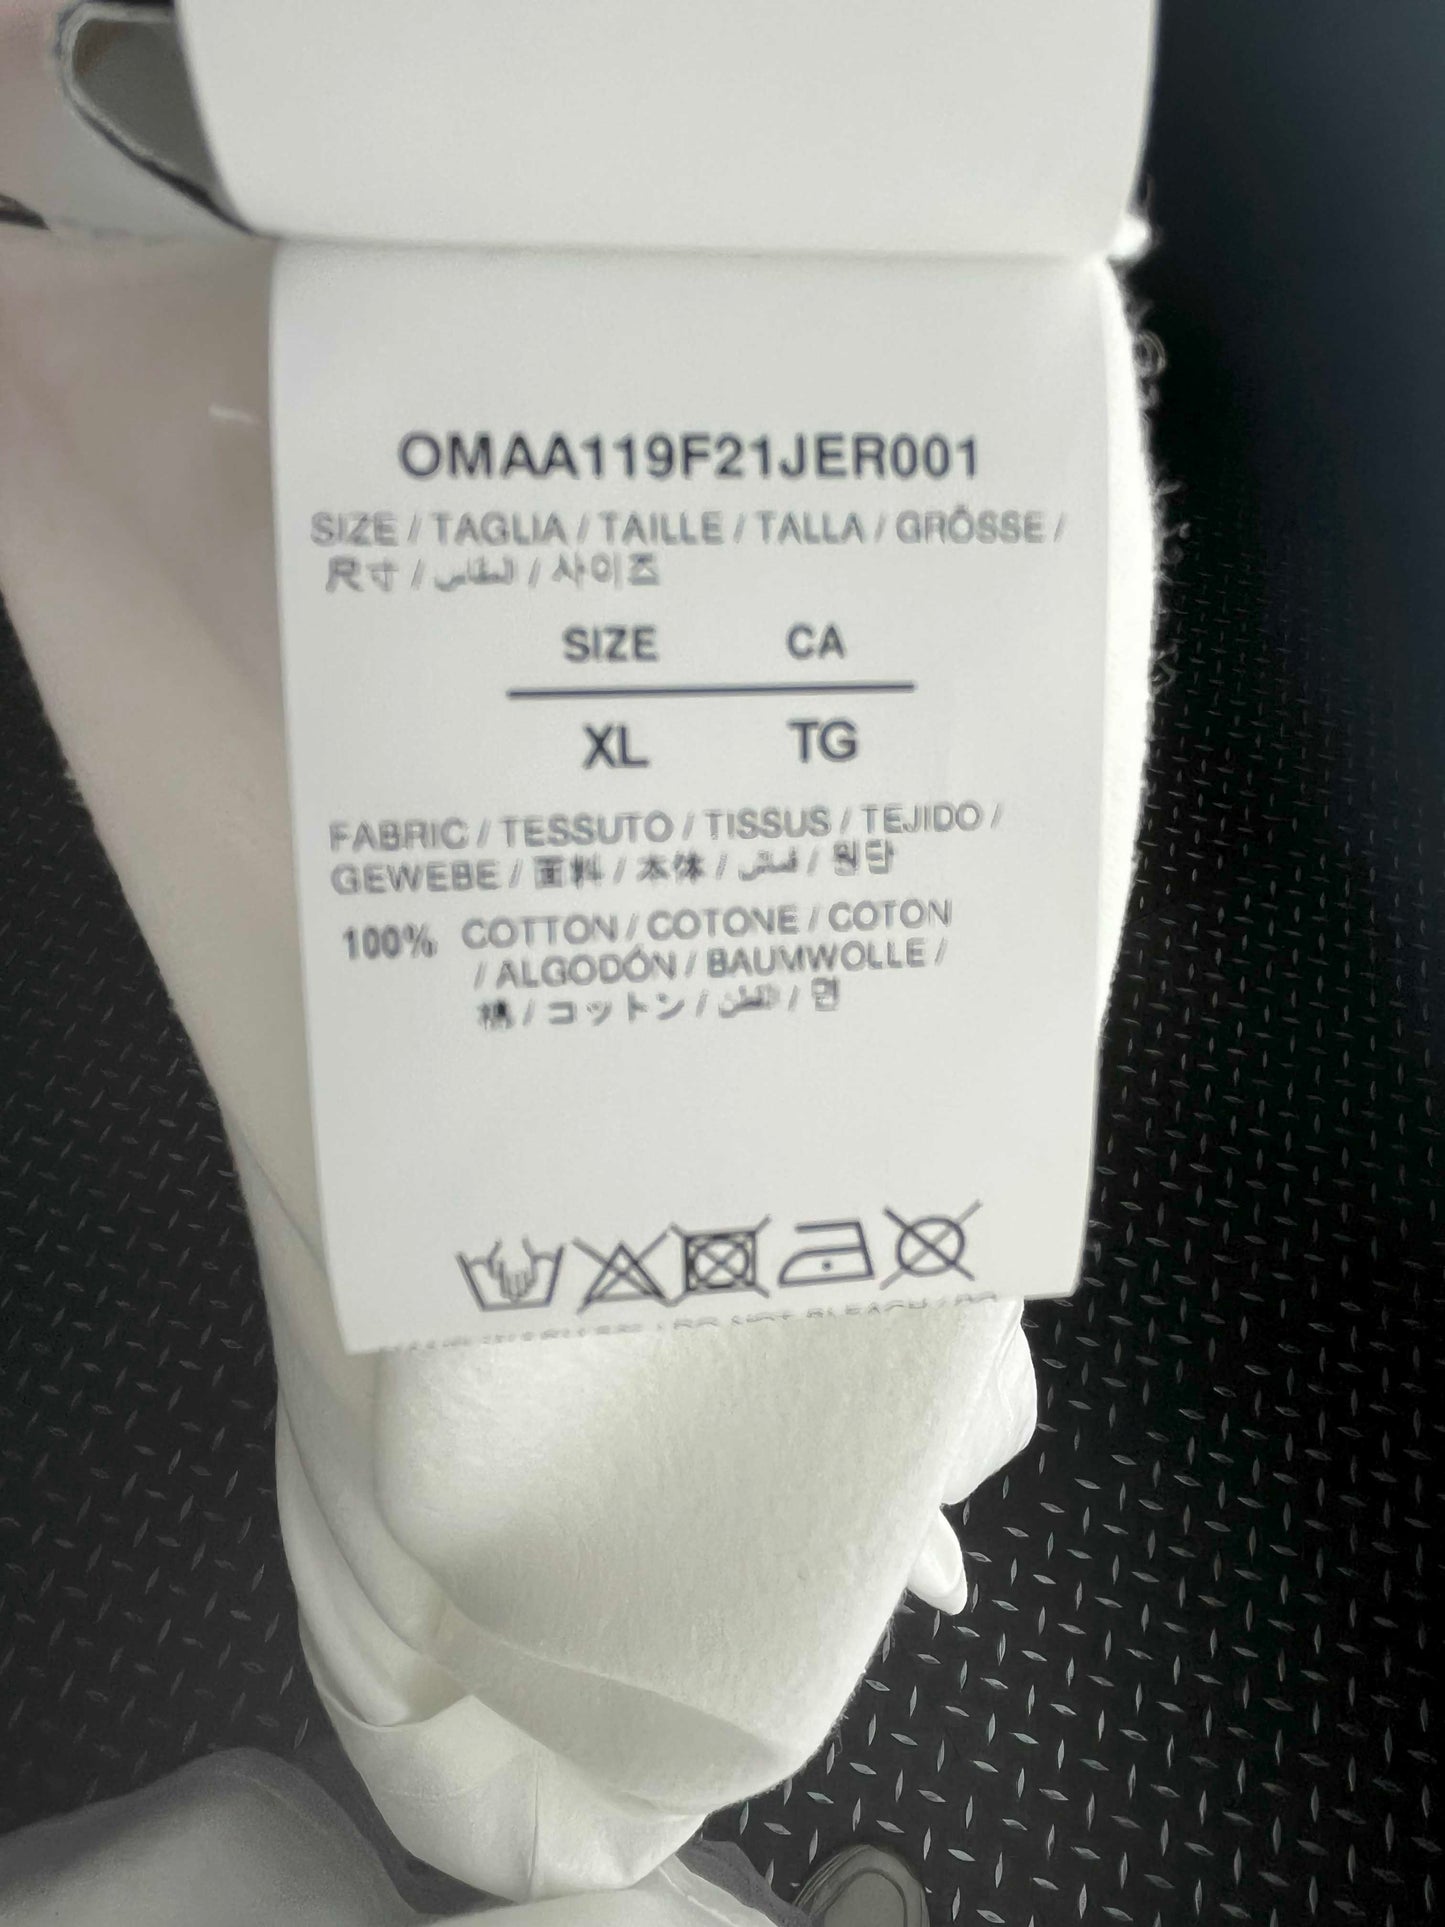 OMAA119F21JER001
SIZE / TAGLIA / TAILLE / TALLA / GRÖSSE /
尺寸 / المقاس / 사이즈
SIZE CA
XL TG
FABRIC / TESSUTO / TISSUS / TEJIDO /
GEWEBE / 面料 / 本体 / قماش / 원단
100% COTTON / COTONE / COTON
/ ALGODÓN / BAUMWOLLE /
棉 / コットン / القطن / 면
NOT BLEACH /